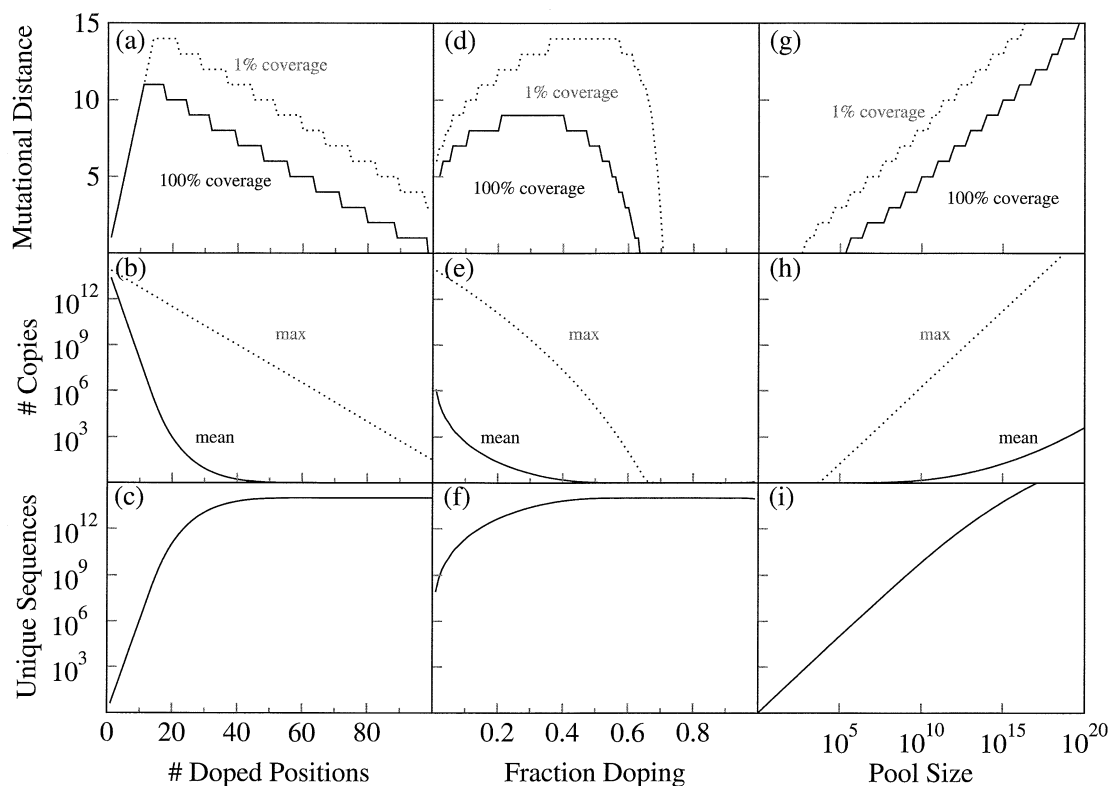 15
10
5
Mutational Distance
(a)
1% coverage
100% coverage
(d)
1% coverage
100% coverage
(g)
1% coverage
100% coverage
10^12
10^9
10^6
10^3
# Copies
(b)
max
mean
(e)
max
mean
(h)
max
mean
10^12
10^9
10^6
10^3
Unique Sequences
(c)
(f)
(i)
0 20 40 60 80
# Doped Positions
0.2 0.4 0.6 0.8
Fraction Doping
10^5 10^10 10^15 10^20
Pool Size